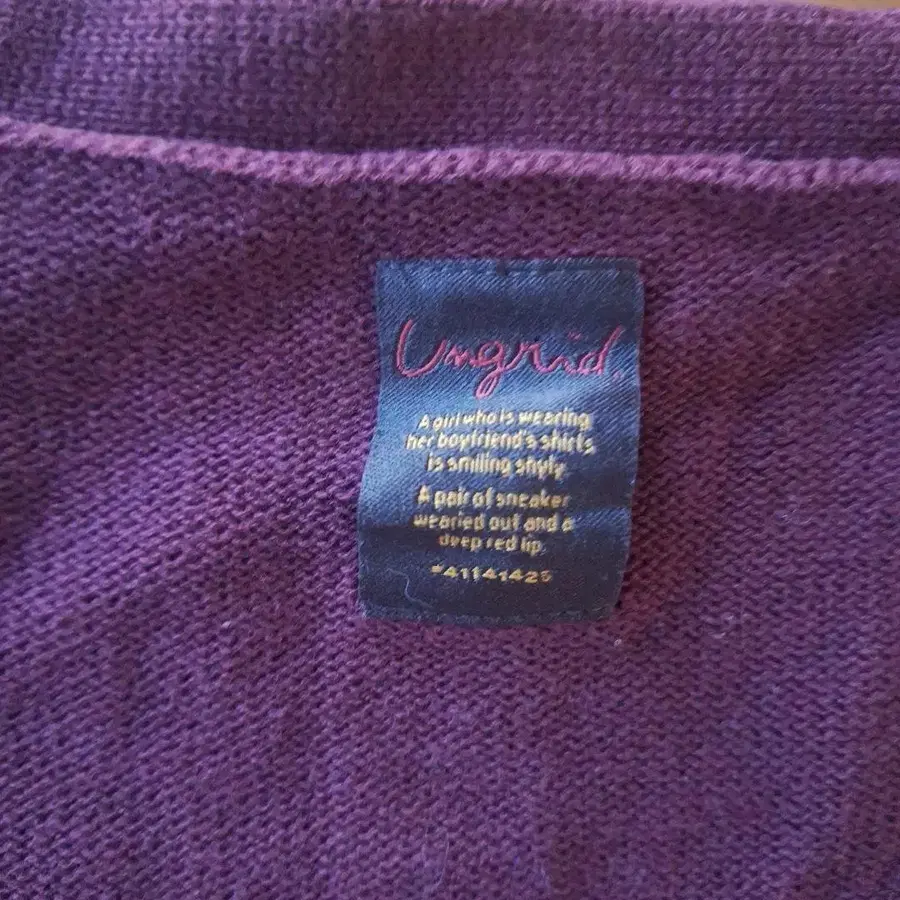 Ungrid.
A girl who is wearing
her boyfriend's shirts
is smiling shyly
A pair of sneaker
wearied out and a
deep red lip.
#41141425